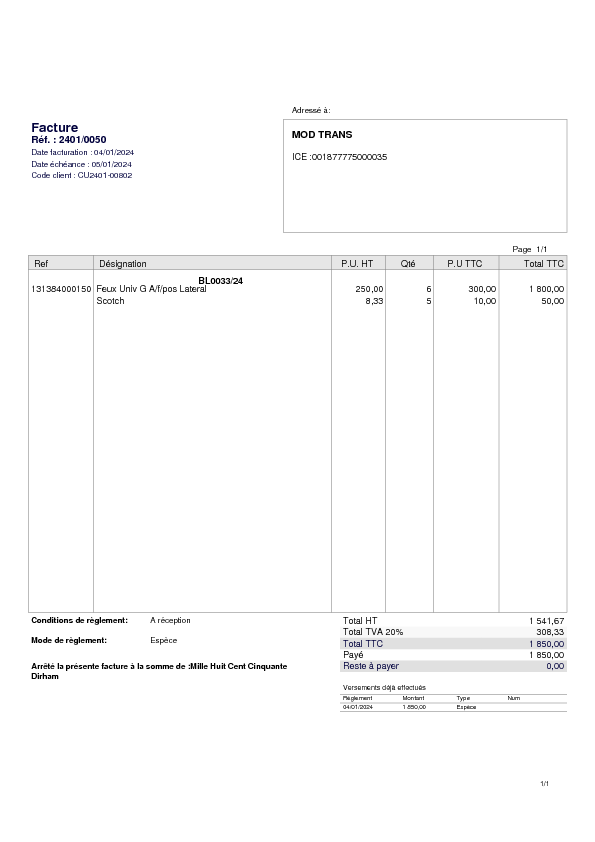 Adressé à:
Facture
Réf. : 2401/0050
Date facturation : 04/01/2024
Date échéance : 05/01/2024
Code client : CU2401-00802
MOD TRANS
ICE :001877775000035
Page 1/1
Ref Désignation P.U. HT Qté P.U TTC Total TTC
BL0033/24
131384000150 Feux Univ G A/f/pos Lateral 250,00 6 300,00 1 800,00
Scotch 8,33 5 10,00 50,00
Conditions de règlement: A réception
Mode de règlement: Espèce
Arrêté la présente facture à la somme de :Mille Huit Cent Cinquante
Dirham
Total HT 1 541,67
Total TVA 20% 308,33
Total TTC 1 850,00
Payé 1 850,00
Reste à payer 0,00
Versements déjà effectués
Règlement Montant Type Num
04/01/2024 1 850,00 Espèce
1/1